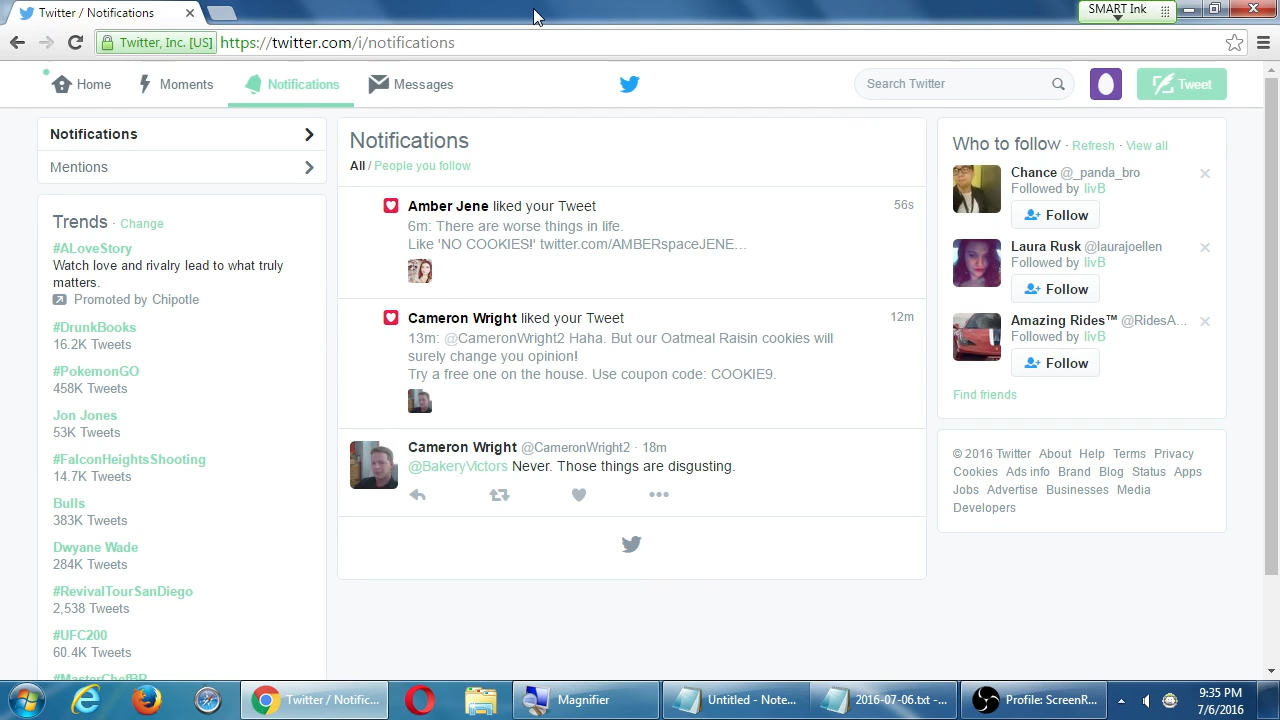 Twitter / Notifications
SMART Ink
Twitter, Inc. [US] https://twitter.com/i/notifications
Home
Moments
Notifications
Messages
Search Twitter
Tweet
Notifications
Mentions
Trends · Change
#ALoveStory
Watch love and rivalry lead to what truly
matters.
Promoted by Chipotle
#DrunkBooks
16.2K Tweets
#PokemonGO
458K Tweets
Jon Jones
53K Tweets
#FalconHeightsShooting
14.7K Tweets
Bulls
383K Tweets
Dwyane Wade
284K Tweets
#RevivalTourSanDiego
2,538 Tweets
#UFC200
60.4K Tweets
#MasterChefBR
Notifications
All / People you follow
Amber Jene liked your Tweet 56s
6m: There are worse things in life.
Like 'NO COOKIES!' twitter.com/AMBERspaceJENE…
Cameron Wright liked your Tweet 12m
13m: @CameronWright2 Haha. But our Oatmeal Raisin cookies will
surely change you opinion!
Try a free one on the house. Use coupon code: COOKIE9.
Cameron Wright @CameronWright2 · 18m
@BakeryVictors Never. Those things are disgusting.
Who to follow · Refresh · View all
Chance @_panda_bro
Followed by livB
Follow
Laura Rusk @laurajoellen
Followed by livB
Follow
Amazing Rides™ @RidesA...
Followed by livB
Follow
Find friends
© 2016 Twitter About Help Terms Privacy
Cookies Ads info Brand Blog Status Apps
Jobs Advertise Businesses Media
Developers
Twitter / Notific...
Magnifier
Untitled - Note...
2016-07-06.txt -...
Profile: ScreenR...
9:35 PM
7/6/2016